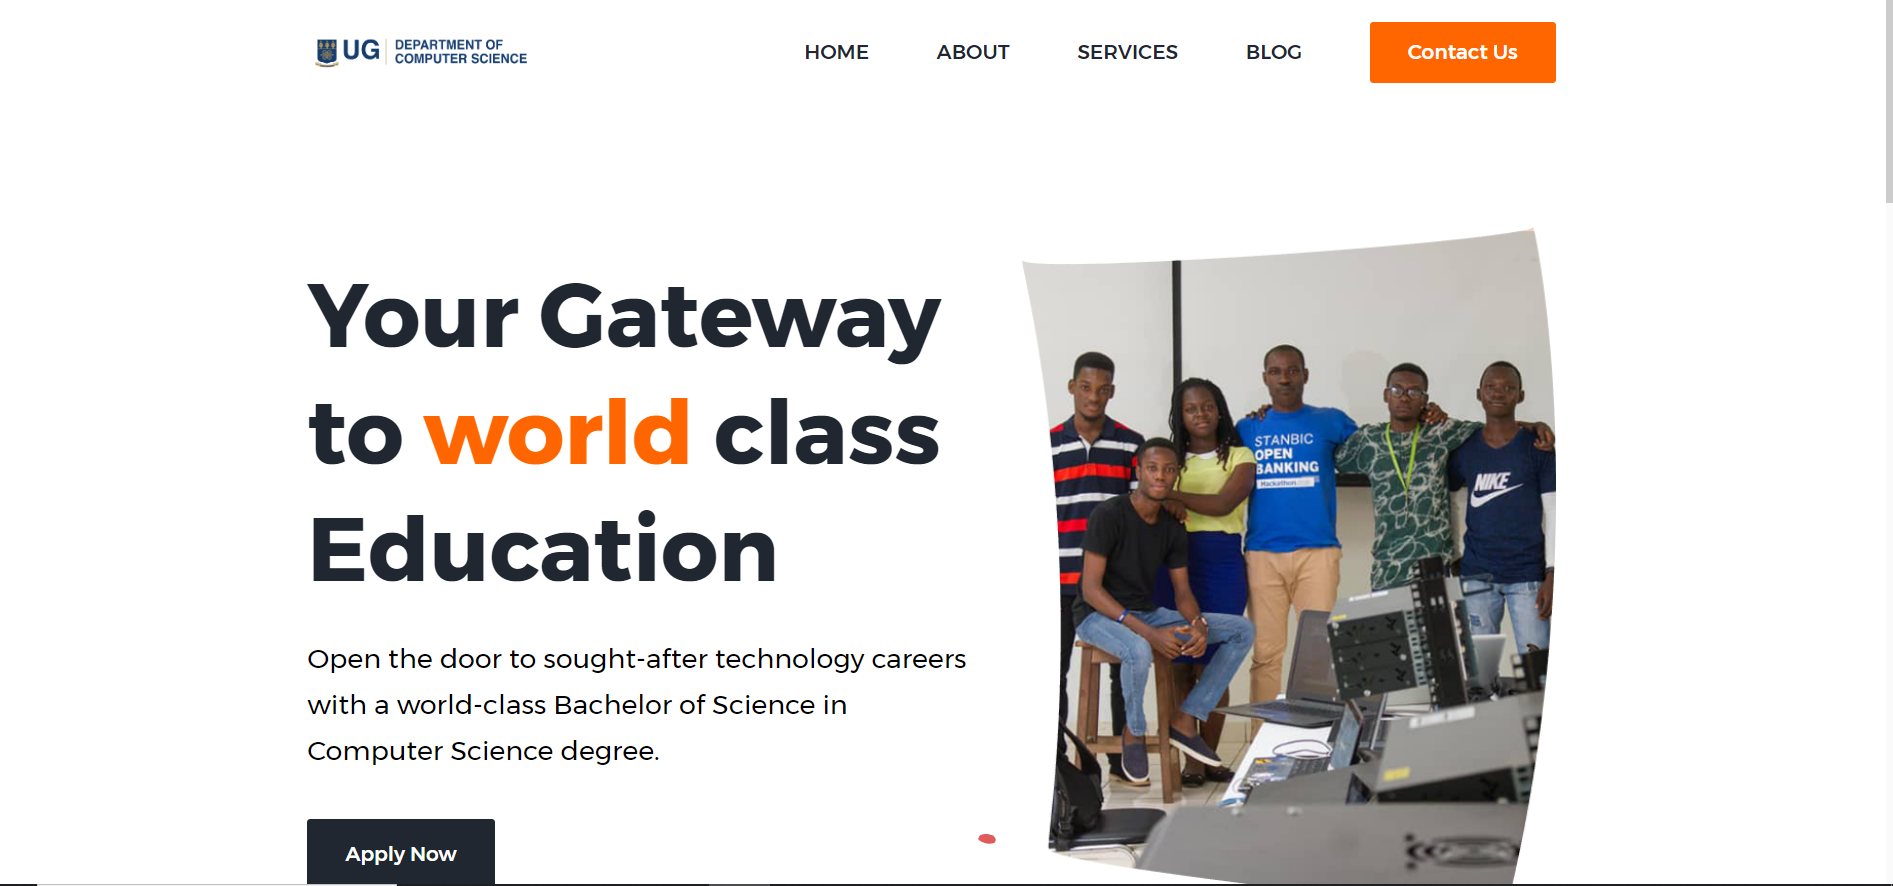 UG
DEPARTMENT OF
COMPUTER SCIENCE
HOME
ABOUT
SERVICES
BLOG
Contact Us
Your Gateway
to world class
Education
Open the door to sought-after technology careers
with a world-class Bachelor of Science in
Computer Science degree.
Apply Now
STANBIC
OPEN
BANKING
Hackathon
NIKE